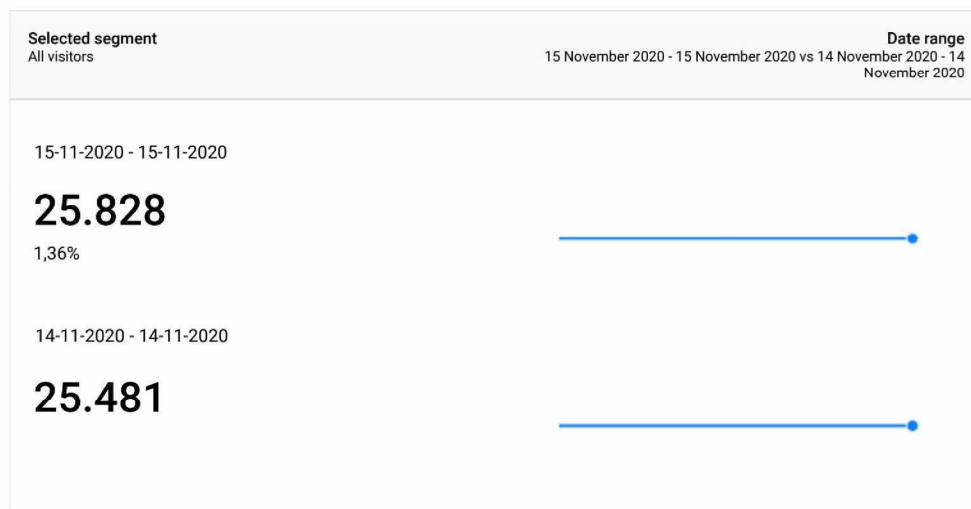 Selected segment
All visitors
Date range
15 November 2020 - 15 November 2020 vs 14 November 2020 - 14
November 2020
15-11-2020 - 15-11-2020
25.828
1,36%
14-11-2020 - 14-11-2020
25.481